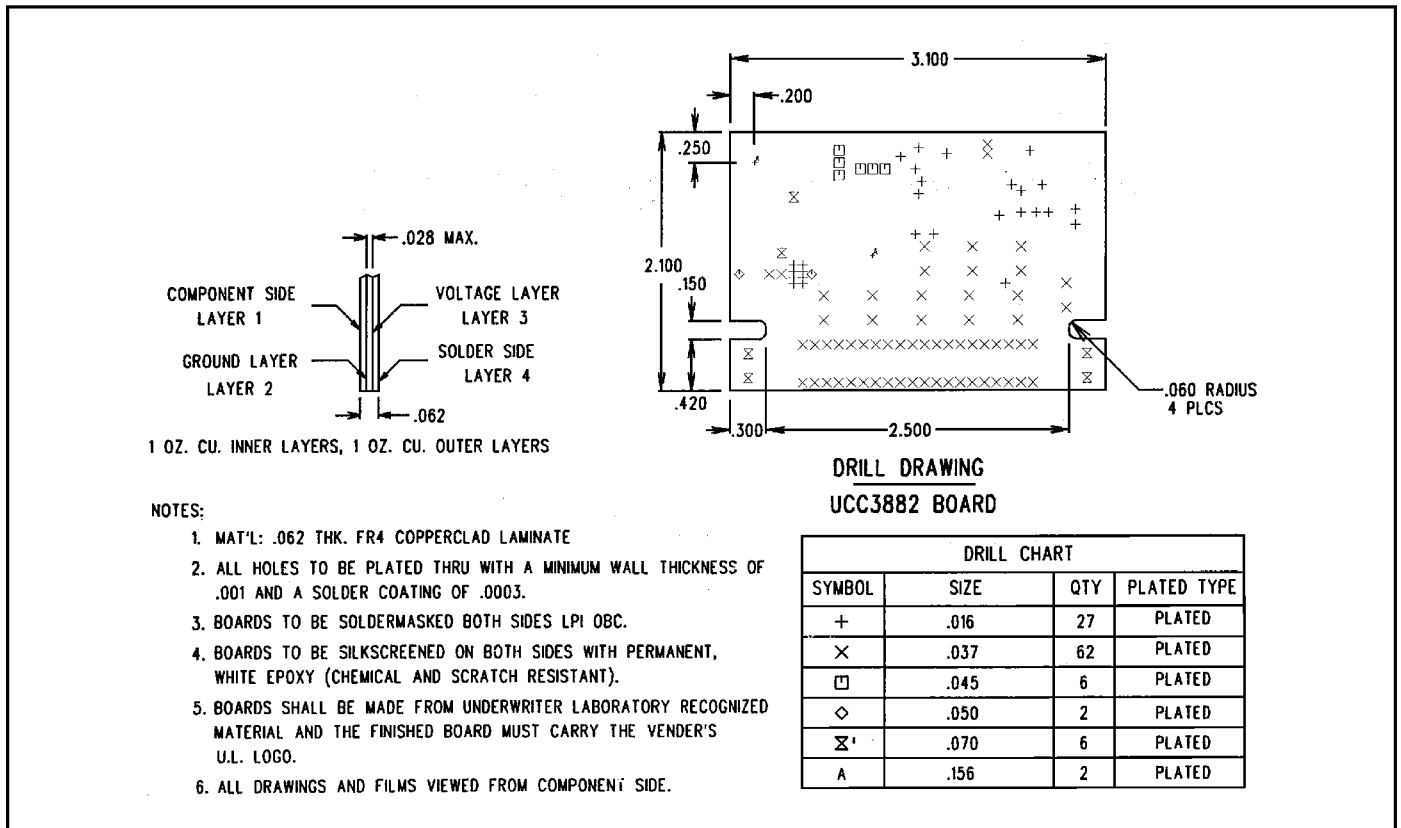 3.100
.200
.250
2.100
.150
.420
.300
2.500
.060 RADIUS
4 PLCS
.028 MAX.
COMPONENT SIDE
LAYER 1
VOLTAGE LAYER
LAYER 3
GROUND LAYER
LAYER 2
SOLDER SIDE
LAYER 4
.062
1 OZ. CU. INNER LAYERS, 1 OZ. CU. OUTER LAYERS
DRILL DRAWING
UCC3882 BOARD
NOTES:
1. MAT'L: .062 THK. FR4 COPPERCLAD LAMINATE
2. ALL HOLES TO BE PLATED THRU WITH A MINIMUM WALL THICKNESS OF
.001 AND A SOLDER COATING OF .0003.
3. BOARDS TO BE SOLDERMASKED BOTH SIDES LPI OBC.
4. BOARDS TO BE SILKSCREENED ON BOTH SIDES WITH PERMANENT,
WHITE EPOXY (CHEMICAL AND SCRATCH RESISTANT).
5. BOARDS SHALL BE MADE FROM UNDERWRITER LABORATORY RECOGNIZED
MATERIAL AND THE FINISHED BOARD MUST CARRY THE VENDER'S
U.L. LOGO.
6. ALL DRAWINGS AND FILMS VIEWED FROM COMPONENT SIDE.
DRILL CHART
SYMBOL SIZE QTY PLATED TYPE
+ .016 27 PLATED
× .037 62 PLATED
.045 6 PLATED
◇ .050 2 PLATED
.070 6 PLATED
A .156 2 PLATED